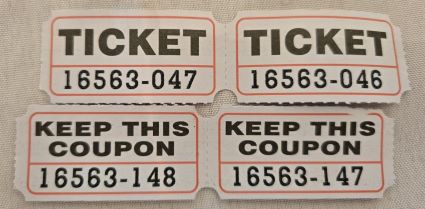 TICKET TICKET
16563-047 16563-046
KEEP THIS KEEP THIS
COUPON COUPON
16563-148 16563-147